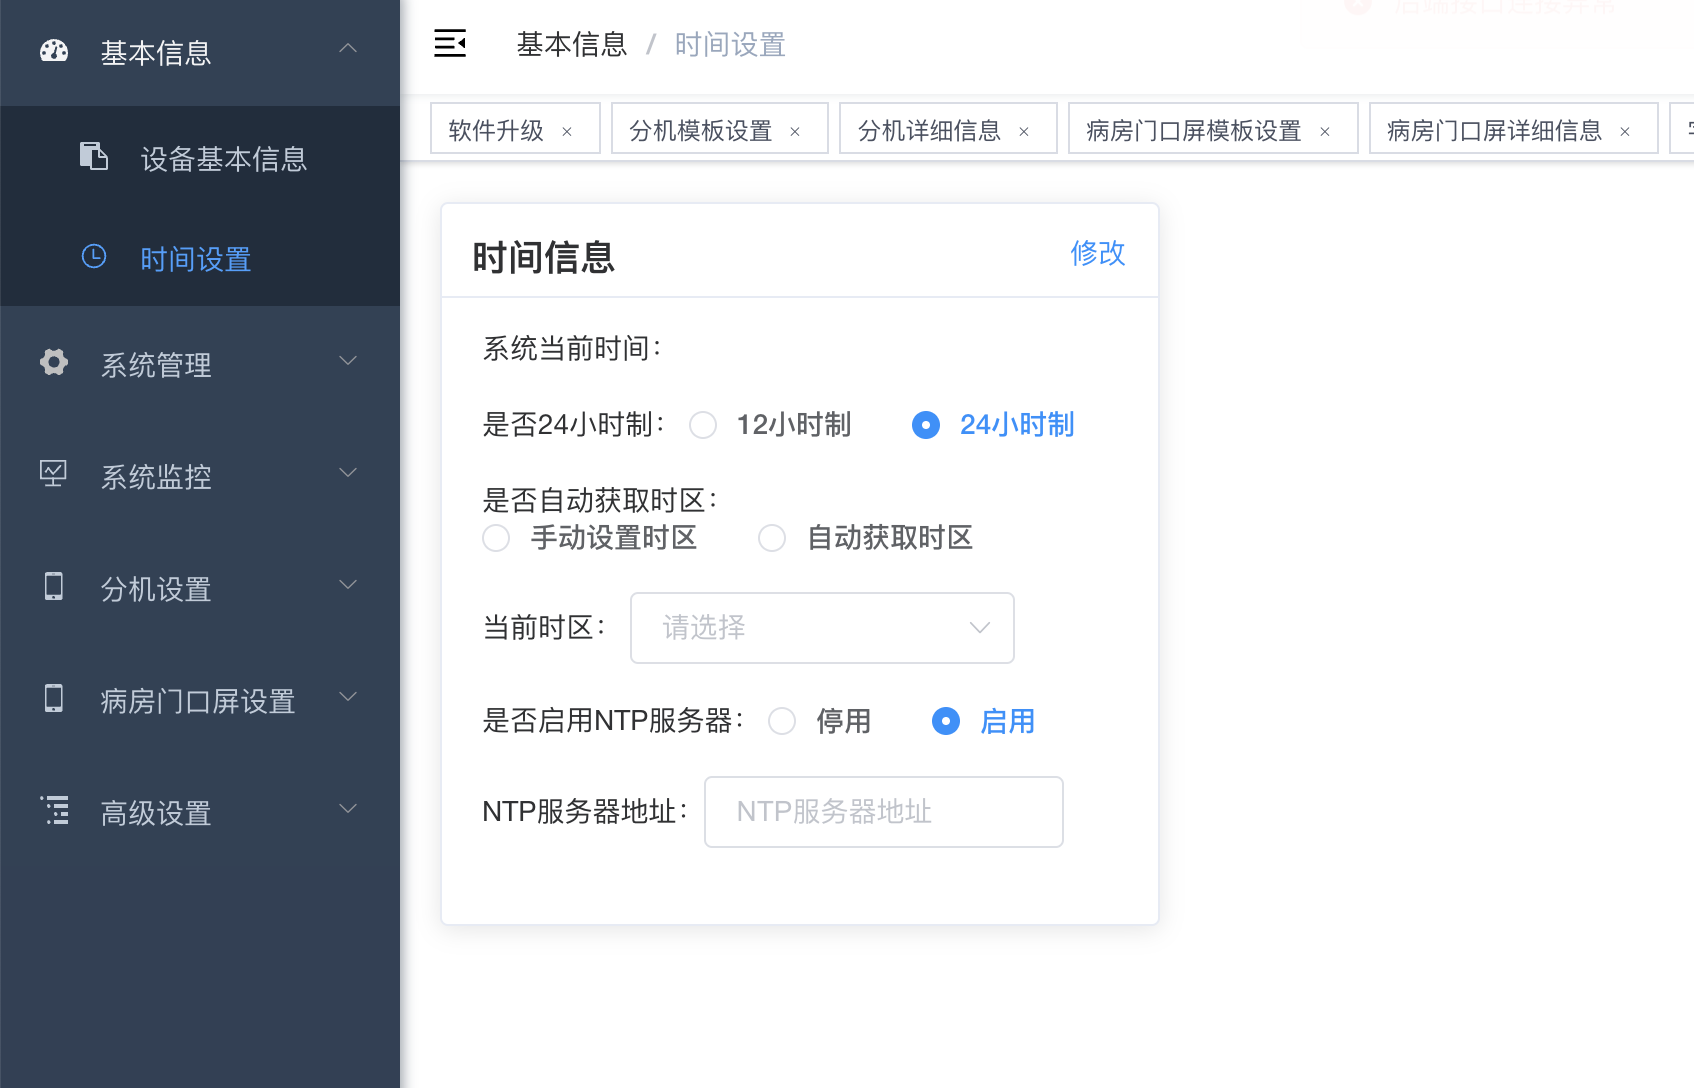 后端接口连接异常
基本信息
设备基本信息
时间设置
系统管理
系统监控
分机设置
病房门口屏设置
高级设置
基本信息 / 时间设置
软件升级 × 分机模板设置 × 分机详细信息 × 病房门口屏模板设置 × 病房门口屏详细信息 ×
时间信息 修改
系统当前时间：
是否24小时制： 12小时制 24小时制
是否自动获取时区：
手动设置时区 自动获取时区
当前时区： 请选择
是否启用NTP服务器： 停用 启用
NTP服务器地址： NTP服务器地址